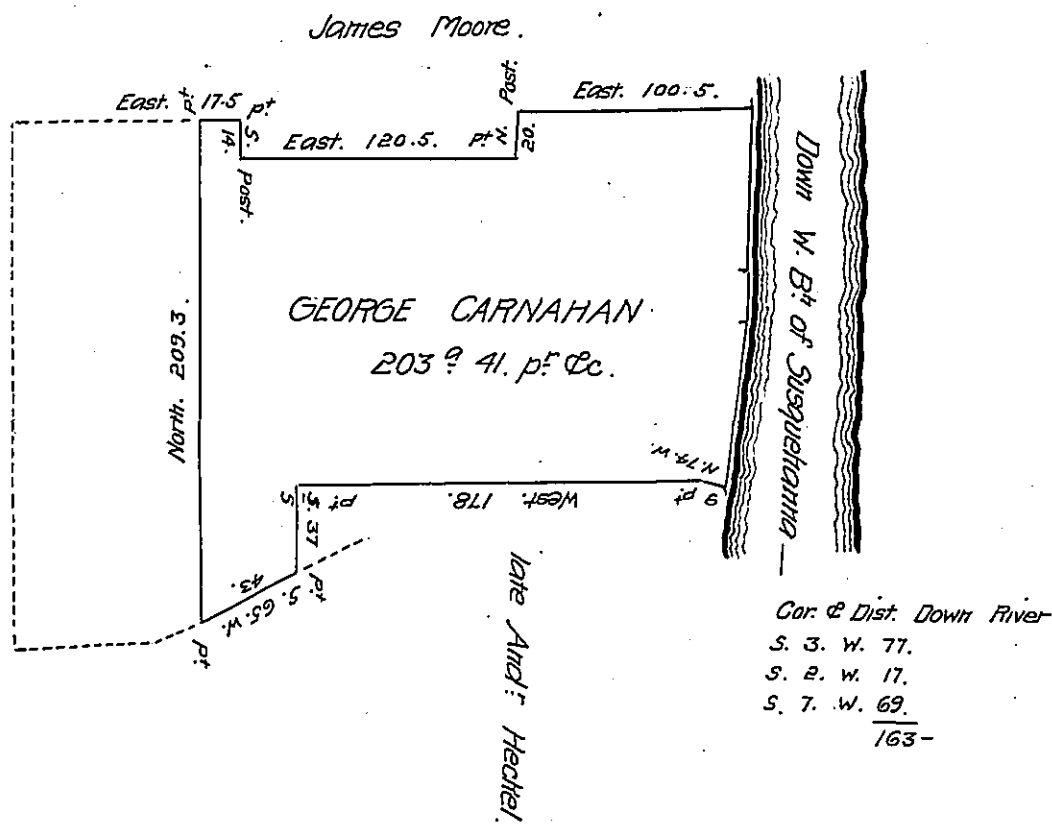 James Moore.
East. 17.5
pt
pt
S. 14.
Post.
East. 120.5.
pt
N. 20.
Post.
East. 100.5.
Down W. Bt. of Susquehanna
GEORGE CARNAHAN
203 a. 41. pr. &c.
North. 209.3.
N. 74. W.
9 pt
West. 178.
pt
S
S. 37
pt
S. 65. W.
43.
pt
late Andr. Heckel.
Cor. & Dist. Down River
S. 3. W. 77.
S. 2. W. 17.
S. 7. W. 69.
163-